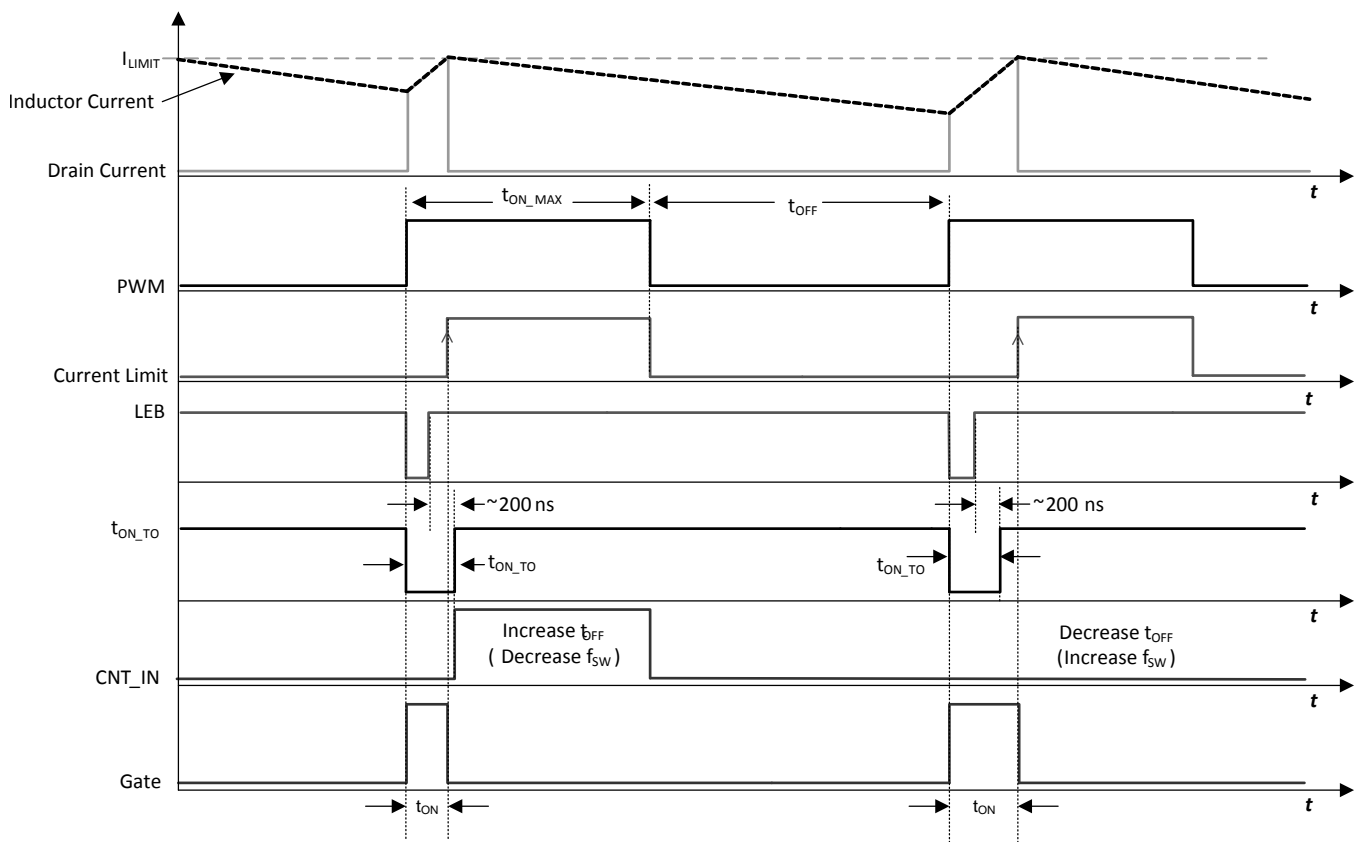 I_LIMIT
Inductor Current
Drain Current
t
t_ON_MAX
t_OFF
PWM
t
Current Limit
t
LEB
t
~200 ns
~200 ns
t_ON_TO
t_ON_TO
t_ON_TO
t
Increase t_OFF
( Decrease f_SW )
Decrease t_OFF
(Increase f_SW)
CNT_IN
t
Gate
t
t_ON
t_ON